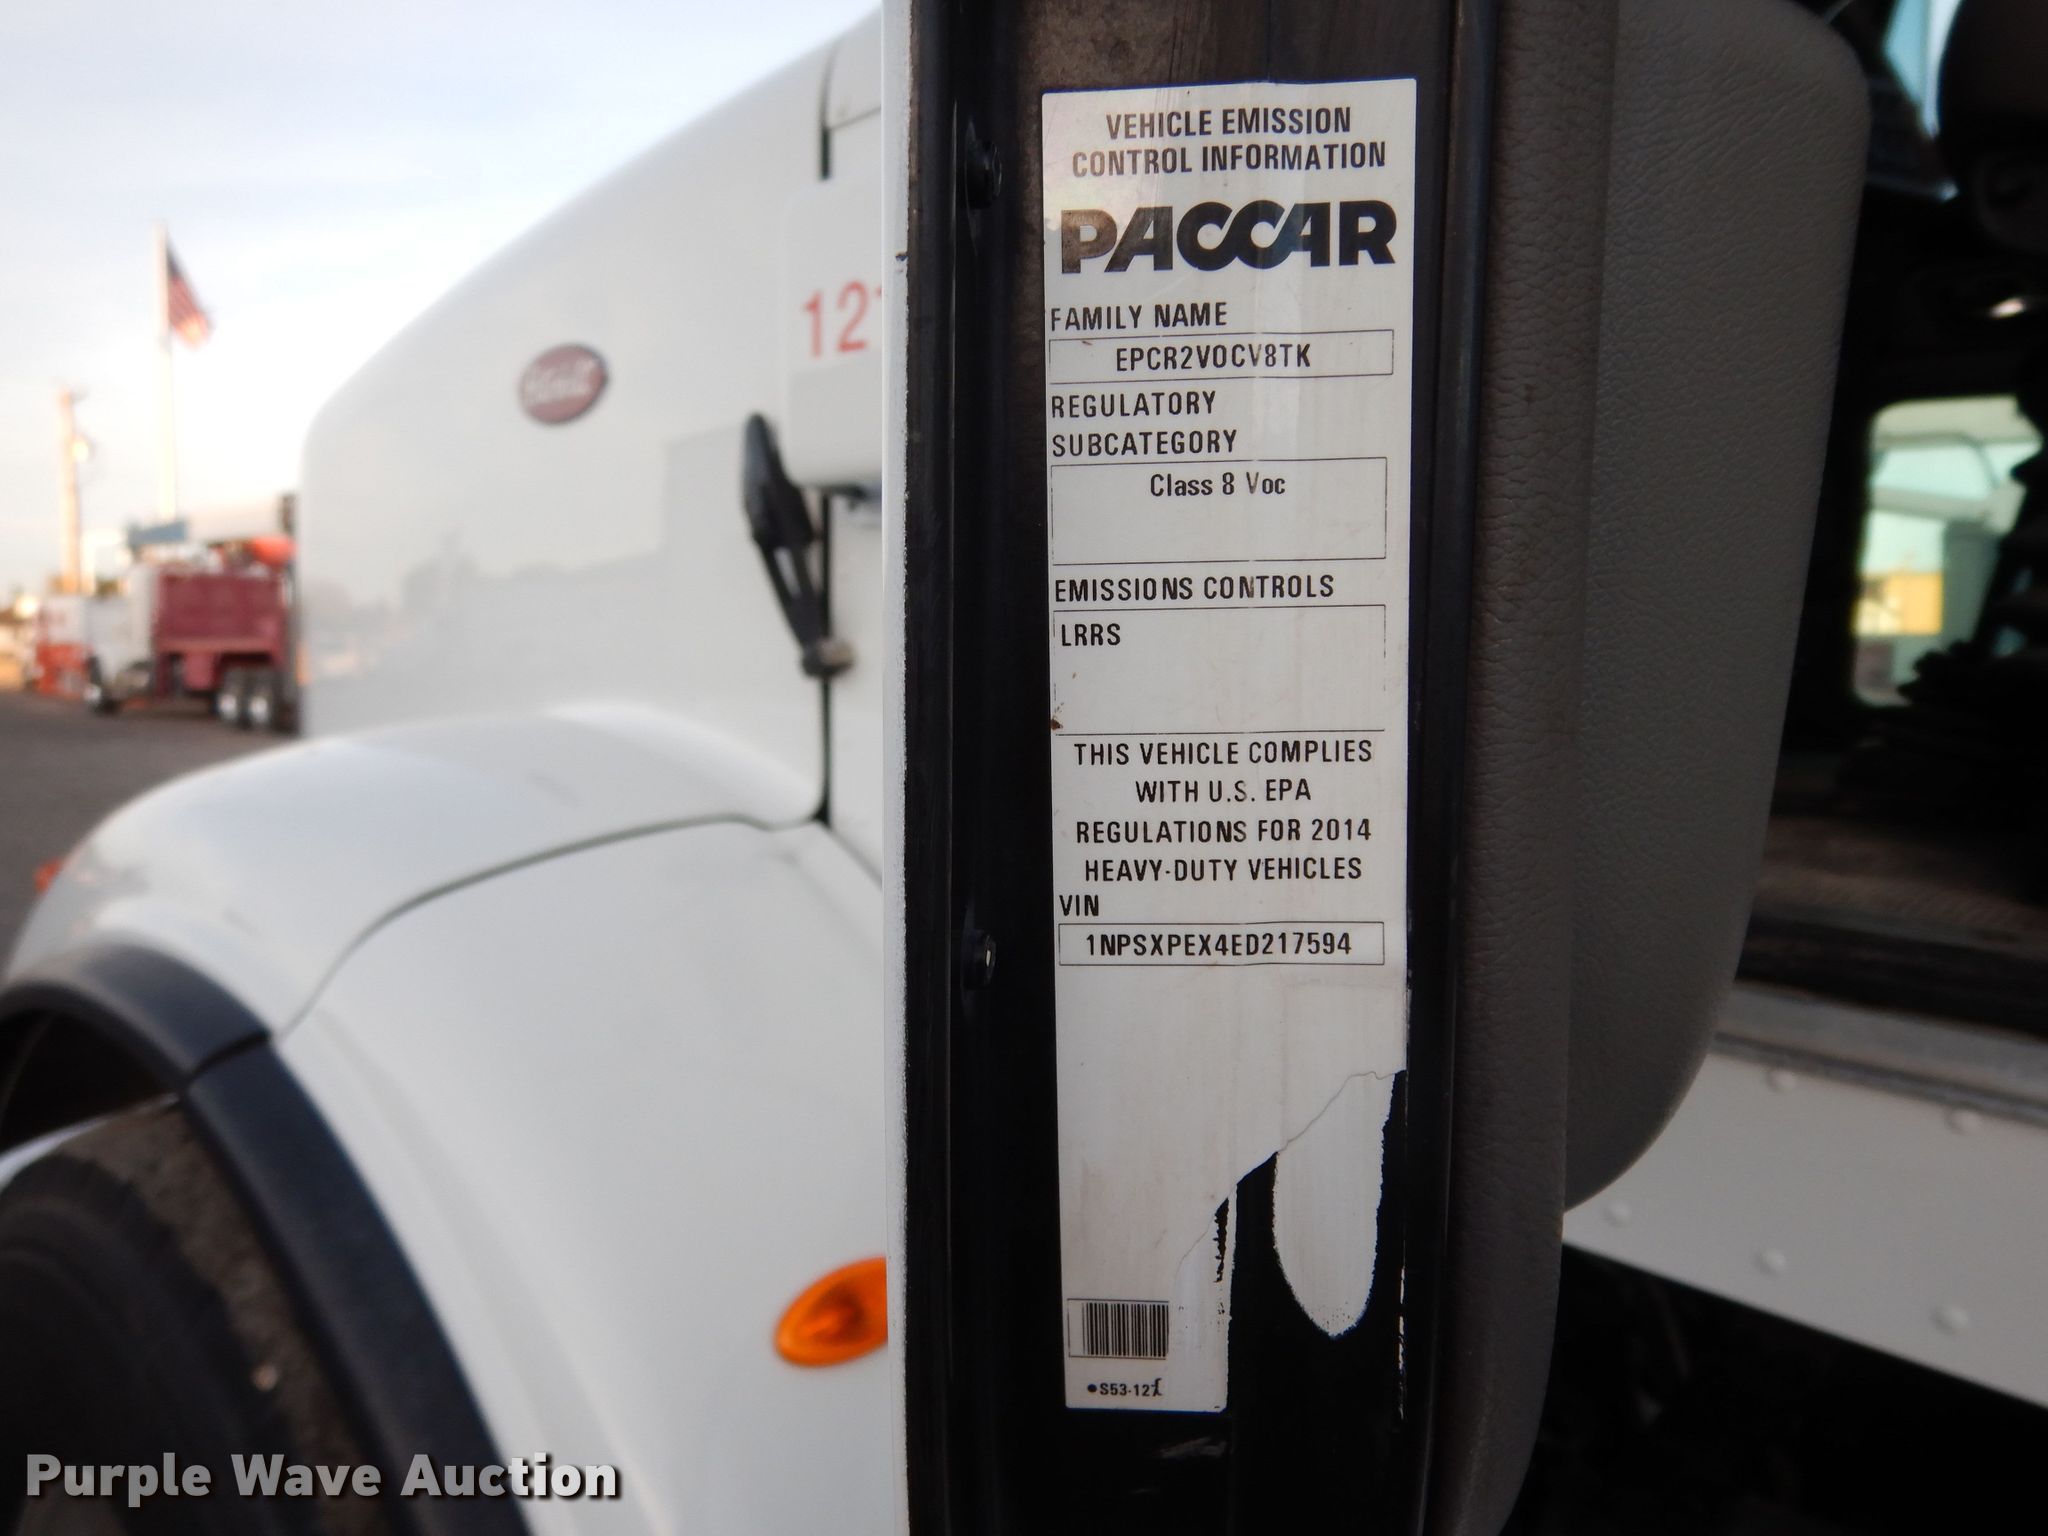 VEHICLE EMISSION
CONTROL INFORMATION
PACCAR
FAMILY NAME
EPCR2VOCV8TK
REGULATORY
SUBCATEGORY
Class 8 Voc
EMISSIONS CONTROLS
LRRS
THIS VEHICLE COMPLIES
WITH U.S. EPA
REGULATIONS FOR 2014
HEAVY-DUTY VEHICLES
VIN
1NPSXPEX4ED217594
Purple Wave Auction